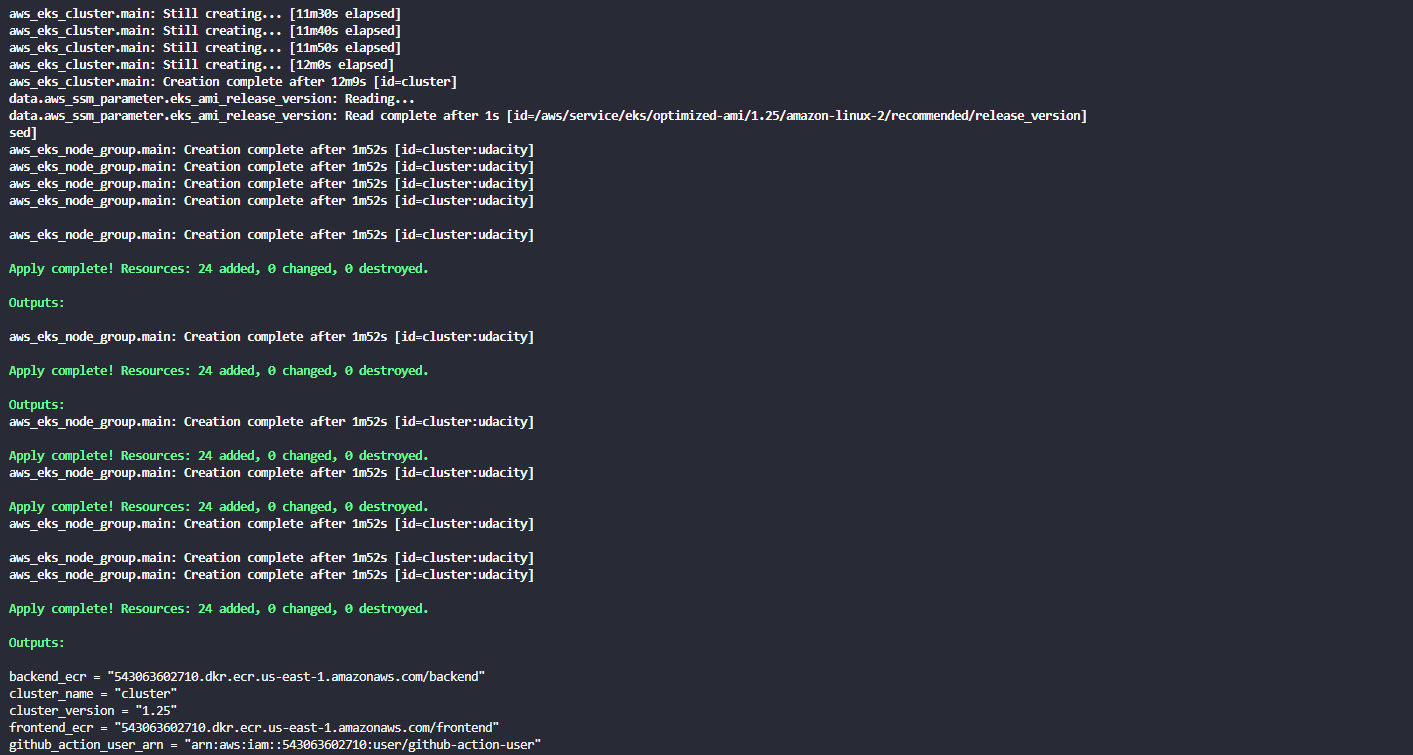 aws_eks_cluster.main: Still creating... [11m30s elapsed]
aws_eks_cluster.main: Still creating... [11m40s elapsed]
aws_eks_cluster.main: Still creating... [11m50s elapsed]
aws_eks_cluster.main: Still creating... [12m0s elapsed]
aws_eks_cluster.main: Creation complete after 12m9s [id=cluster]
data.aws_ssm_parameter.eks_ami_release_version: Reading...
data.aws_ssm_parameter.eks_ami_release_version: Read complete after 1s [id=/aws/service/eks/optimized-ami/1.25/amazon-linux-2/recommended/release_version]
sed]
aws_eks_node_group.main: Creation complete after 1m52s [id=cluster:udacity]
aws_eks_node_group.main: Creation complete after 1m52s [id=cluster:udacity]
aws_eks_node_group.main: Creation complete after 1m52s [id=cluster:udacity]
aws_eks_node_group.main: Creation complete after 1m52s [id=cluster:udacity]
aws_eks_node_group.main: Creation complete after 1m52s [id=cluster:udacity]
Apply complete! Resources: 24 added, 0 changed, 0 destroyed.
Outputs:
aws_eks_node_group.main: Creation complete after 1m52s [id=cluster:udacity]
Apply complete! Resources: 24 added, 0 changed, 0 destroyed.
Outputs:
aws_eks_node_group.main: Creation complete after 1m52s [id=cluster:udacity]
Apply complete! Resources: 24 added, 0 changed, 0 destroyed.
aws_eks_node_group.main: Creation complete after 1m52s [id=cluster:udacity]
Apply complete! Resources: 24 added, 0 changed, 0 destroyed.
aws_eks_node_group.main: Creation complete after 1m52s [id=cluster:udacity]
aws_eks_node_group.main: Creation complete after 1m52s [id=cluster:udacity]
aws_eks_node_group.main: Creation complete after 1m52s [id=cluster:udacity]
Apply complete! Resources: 24 added, 0 changed, 0 destroyed.
Outputs:
backend_ecr = "543063602710.dkr.ecr.us-east-1.amazonaws.com/backend"
cluster_name = "cluster"
cluster_version = "1.25"
frontend_ecr = "543063602710.dkr.ecr.us-east-1.amazonaws.com/frontend"
github_action_user_arn = "arn:aws:iam::543063602710:user/github-action-user"